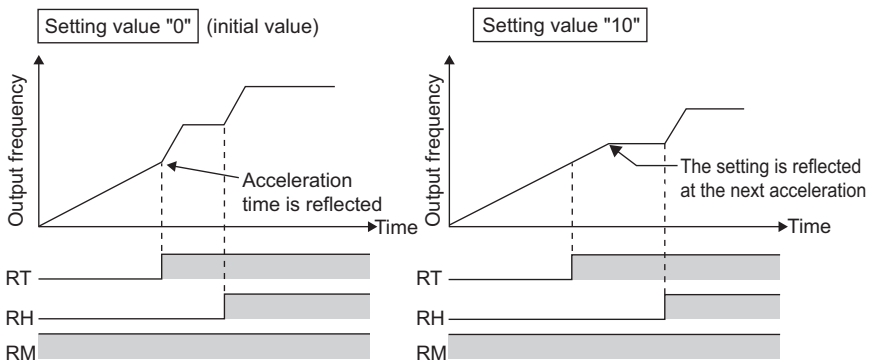 Setting value "0" (initial value)
Output frequency
Acceleration
time is reflected
Time
RT
RH
RM
Setting value "10"
Output frequency
The setting is reflected
at the next acceleration
Time
RT
RH
RM